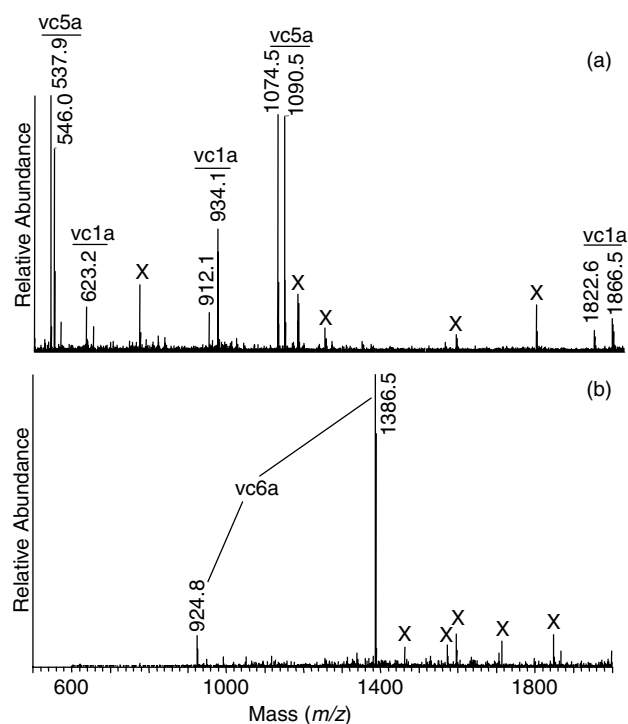 vc5a
537.9
546.0
vc1a
623.2
X
vc1a
912.1
934.1
vc5a
1074.5
1090.5
X
X
X
X
vc1a
1822.6
1866.5
(a)
Relative Abundance
(b)
1386.5
vc6a
924.8
X
X
X
X
X
Relative Abundance
600
1000
1400
1800
Mass (m/z)